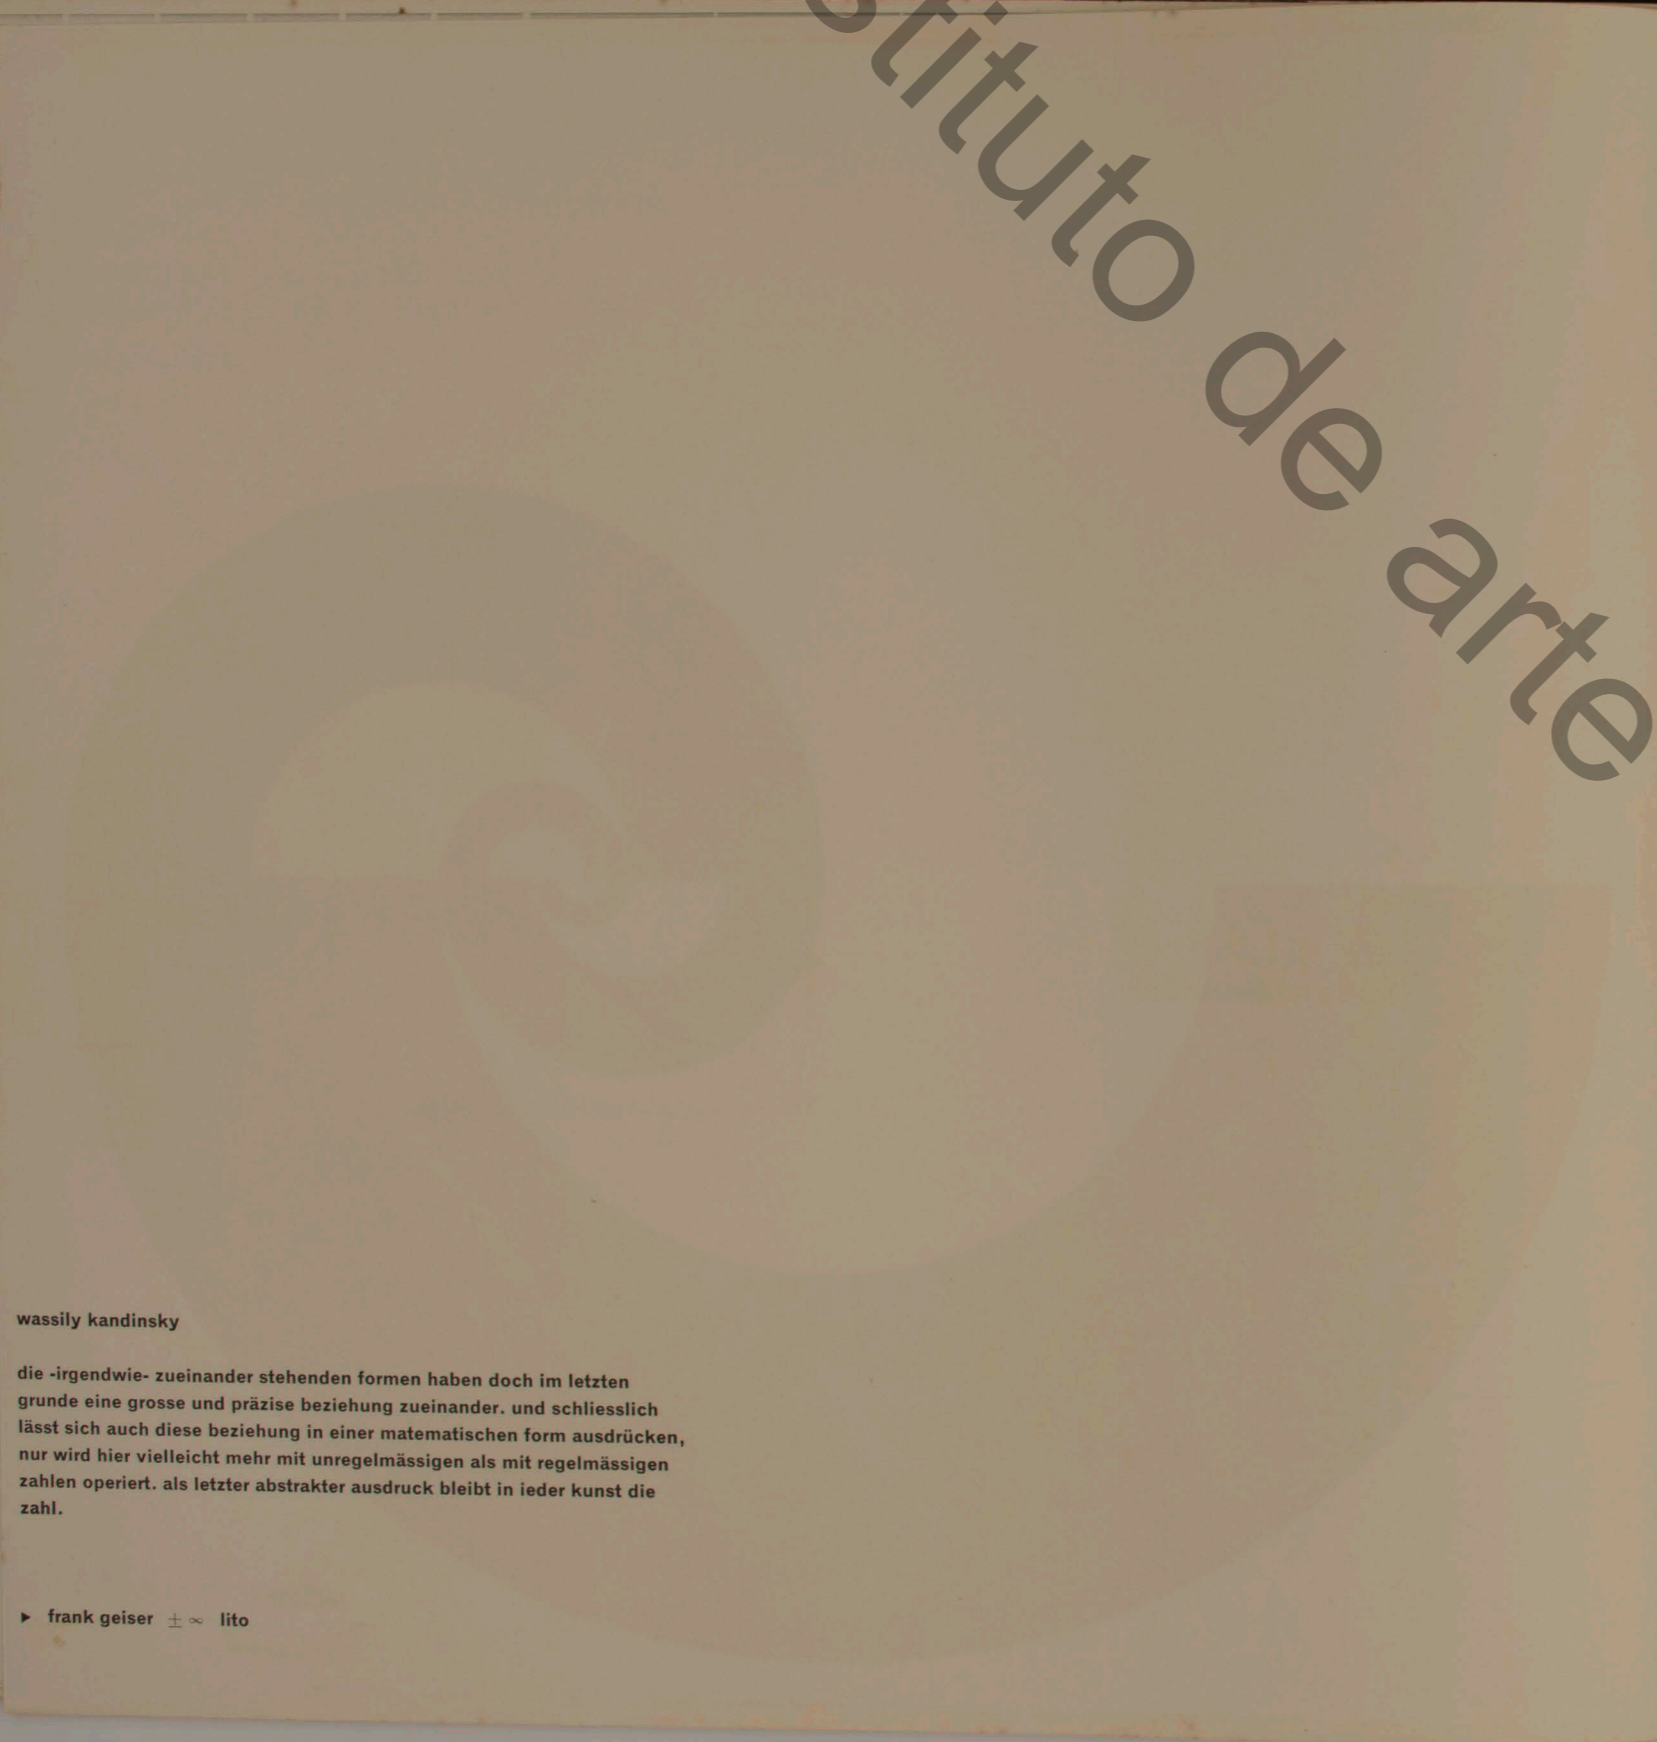 stituto de arte
wassily kandinsky
die -irgendwie- zueinander stehenden formen haben doch im letzten
grunde eine grosse und präzise beziehung zueinander. und schliesslich
lässt sich auch diese beziehung in einer matematischen form ausdrücken,
nur wird hier vielleicht mehr mit unregelmässigen als mit regelmässigen
zahlen operiert. als letzter abstrakter ausdruck bleibt in ieder kunst die
zahl.
▶ frank geiser ± ∞ lito